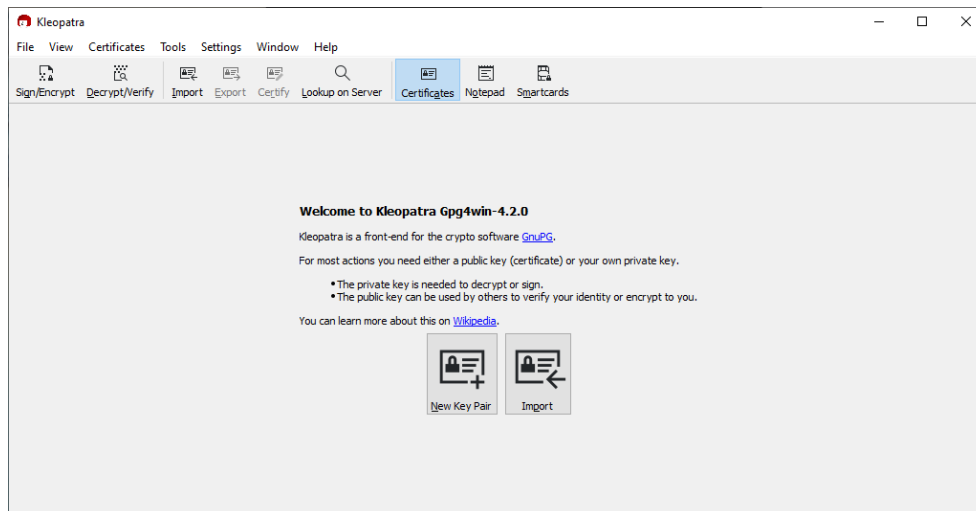 Kleopatra
File View Certificates Tools Settings Window Help
Sign/Encrypt Decrypt/Verify Import Export Certify Lookup on Server Certificates Notepad Smartcards
Welcome to Kleopatra Gpg4win-4.2.0
Kleopatra is a front-end for the crypto software GnuPG.
For most actions you need either a public key (certificate) or your own private key.
•The private key is needed to decrypt or sign.
•The public key can be used by others to verify your identity or encrypt to you.
You can learn more about this on Wikipedia.
New Key Pair Import